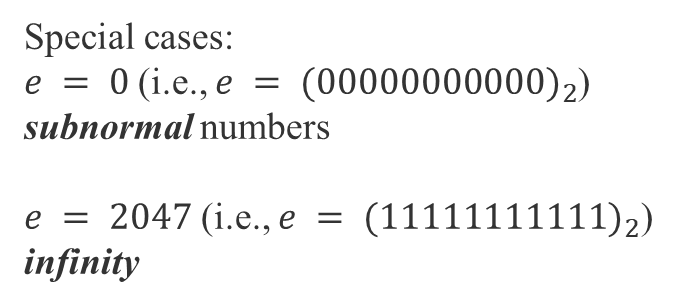 Special cases:
e = 0 (i.e., e = (00000000000)₂)
subnormal numbers
e = 2047 (i.e., e = (11111111111)₂)
infinity